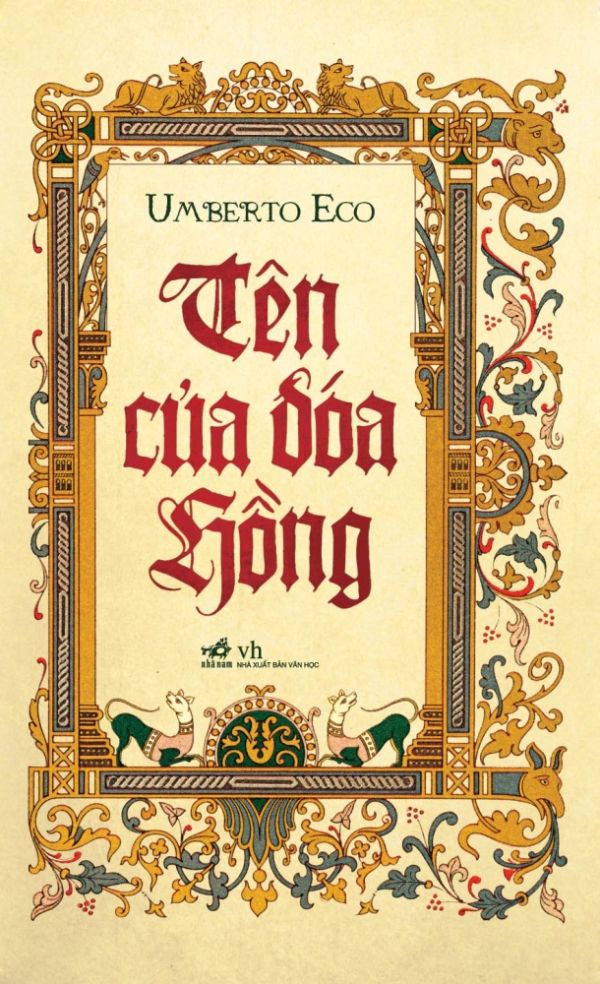 UMBERTO ECO
Tên
của đóa
Hồng
nhã nam
vh
NHÀ XUẤT BẢN VĂN HỌC